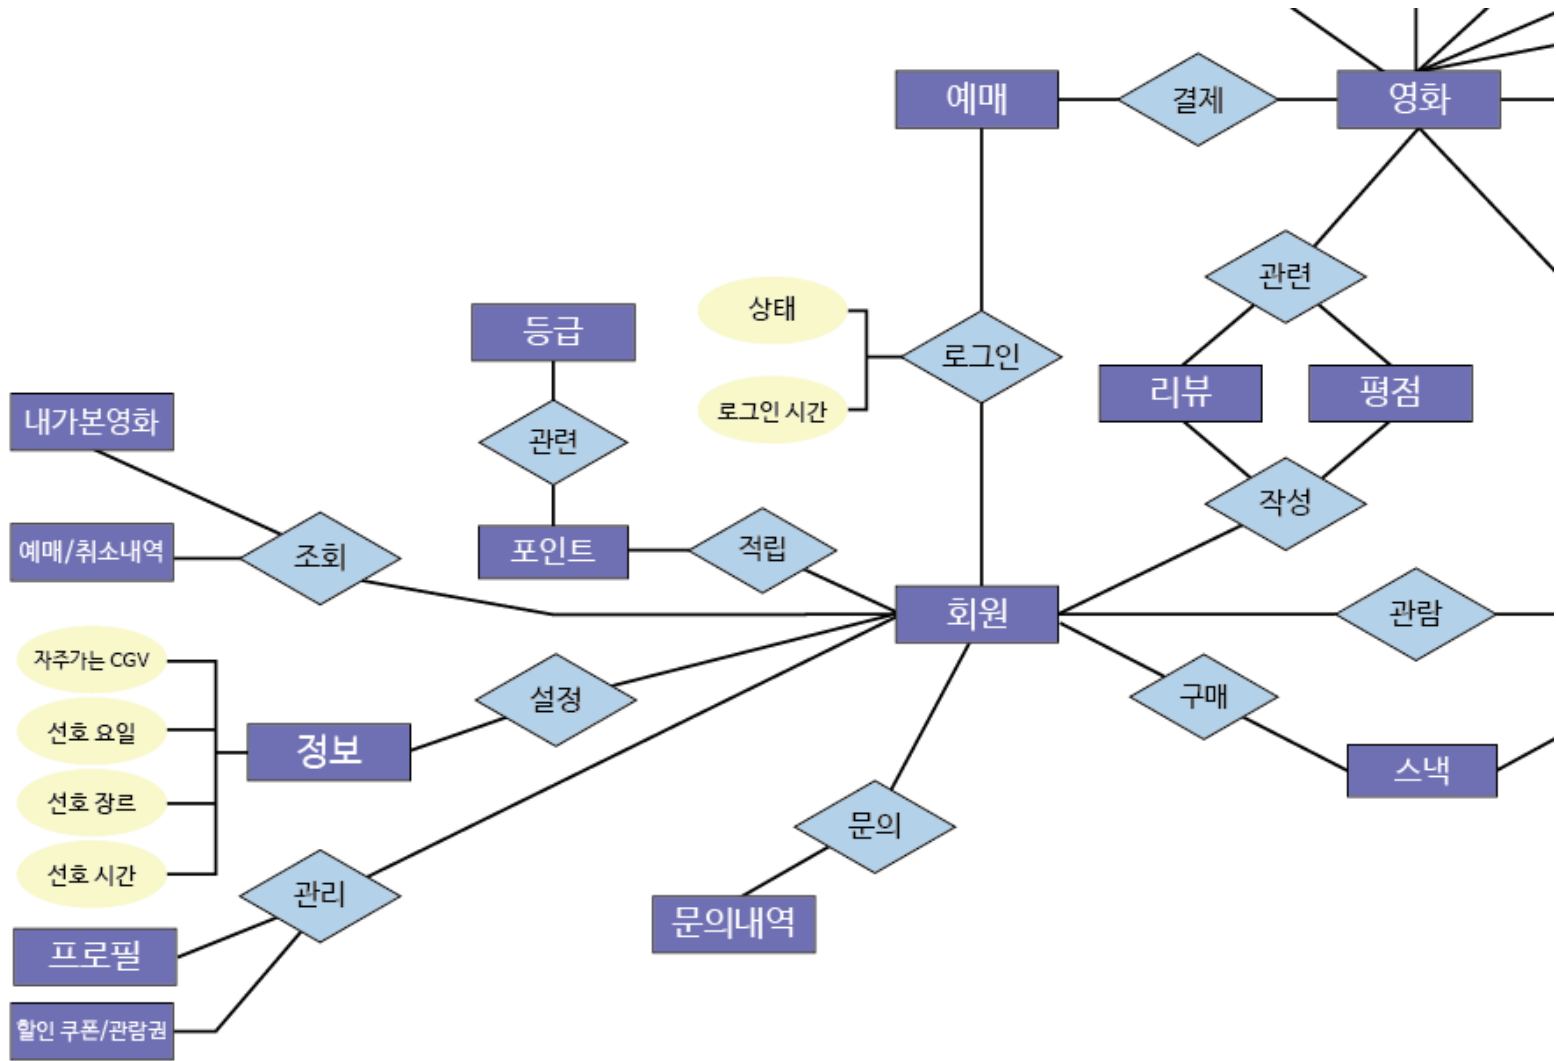 예매
결제
영화
관련
상태
등급
로그인
리뷰
평점
로그인 시간
내가본영화
관련
작성
예매/취소내역
조회
포인트
적립
회원
관람
자주가는 CGV
설정
구매
선호 요일
정보
스낵
선호 장르
문의
선호 시간
관리
문의내역
프로필
할인 쿠폰/관람권